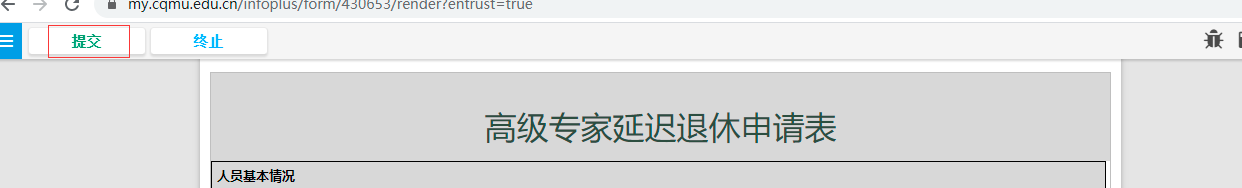 my.cqmu.edu.cn/infoplus/form/430653/render?entrust=true
提交
终止
高级专家延迟退休申请表
人员基本情况